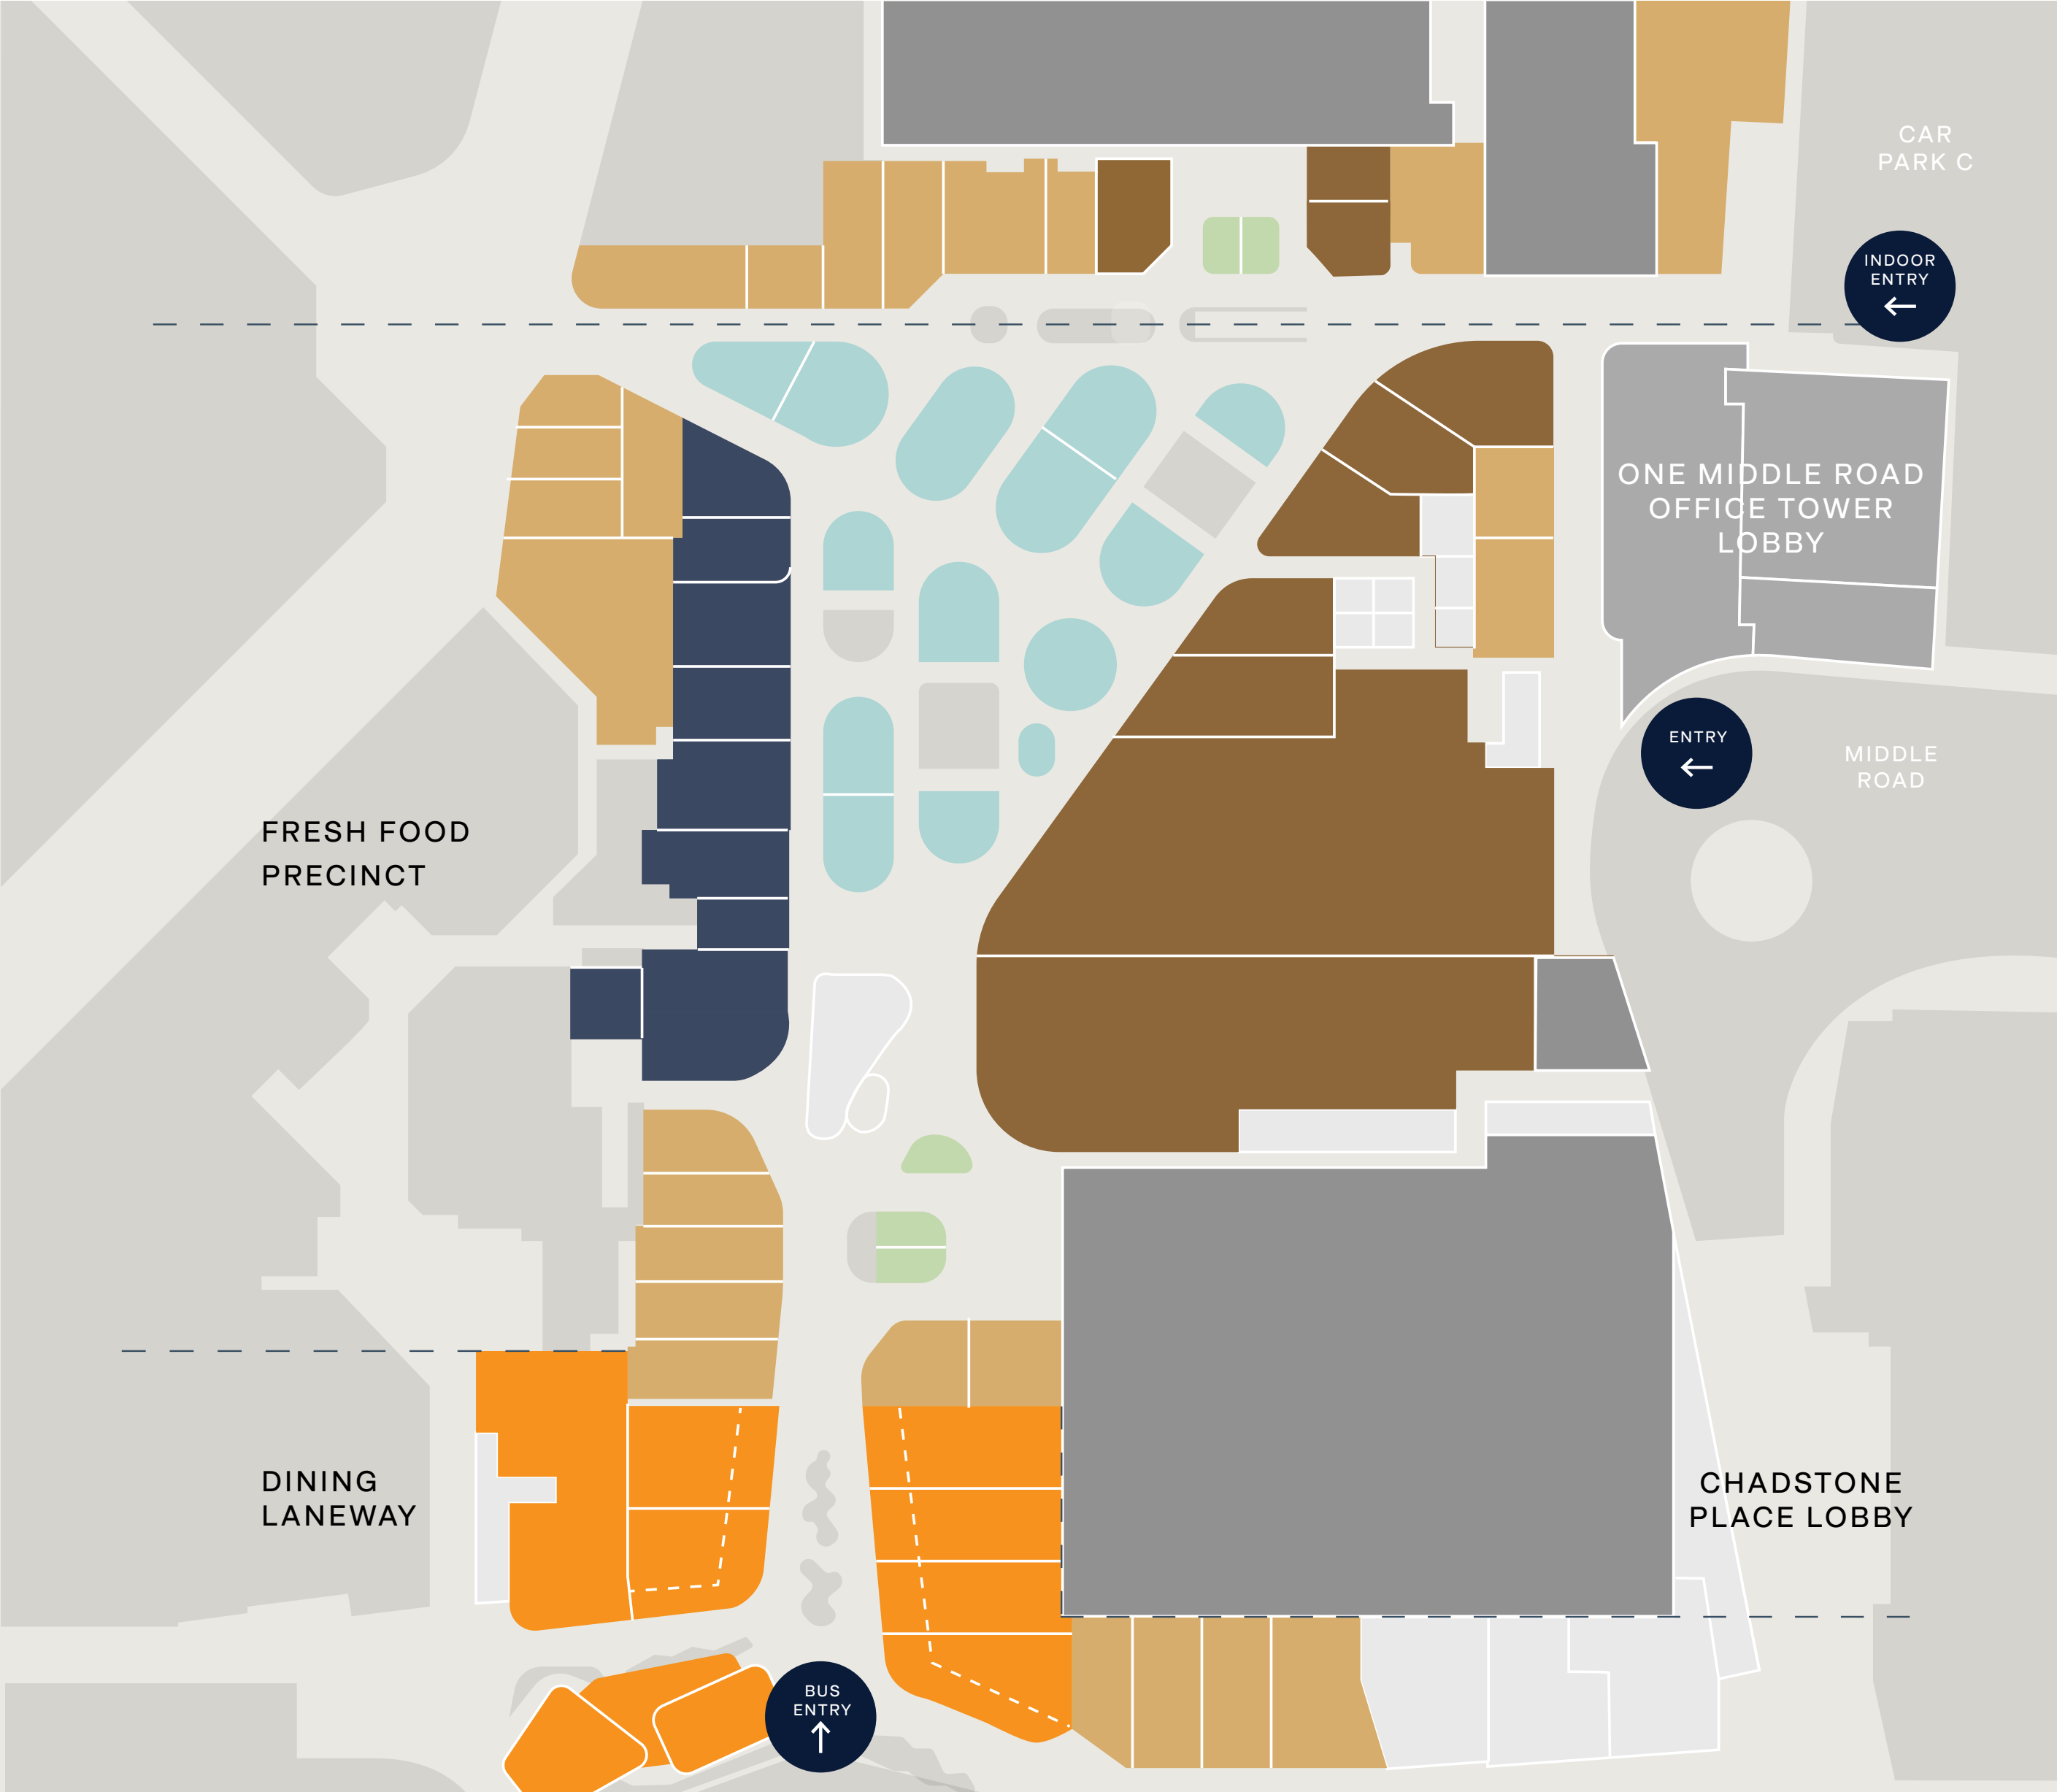 CAR
PARK C
INDOOR
ENTRY
ONE MIDDLE ROAD
OFFICE TOWER
LOBBY
ENTRY
MIDDLE
ROAD
FRESH FOOD
PRECINCT
DINING
LANEWAY
CHADSTONE
PLACE LOBBY
BUS
ENTRY